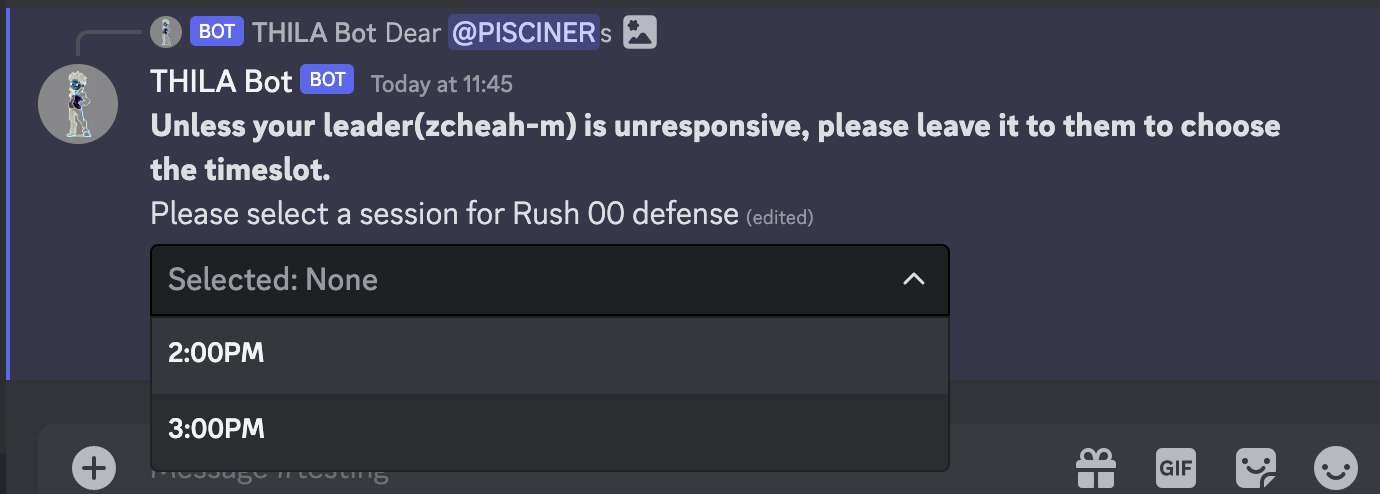 BOT THILA Bot Dear @PISCINERs
THILA Bot BOT Today at 11:45
Unless your leader(zcheah-m) is unresponsive, please leave it to them to choose
the timeslot.
Please select a session for Rush 00 defense (edited)
Selected: None
2:00PM
3:00PM
Message #testing
GIF